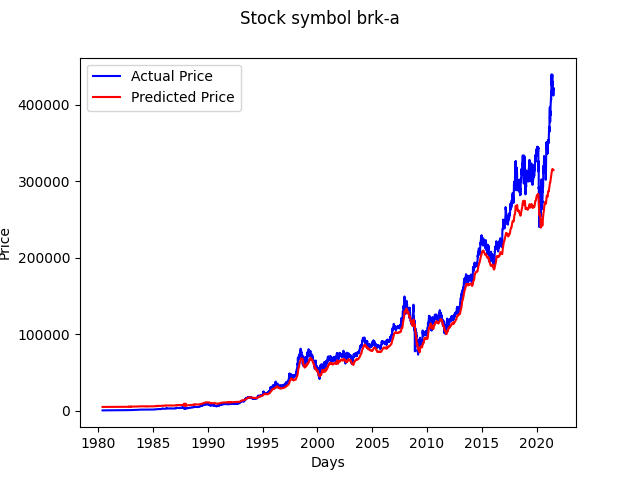 Stock symbol brk-a
Actual Price
Predicted Price
400000
300000
200000
100000
0
Price
1980 1985 1990 1995 2000 2005 2010 2015 2020
Days